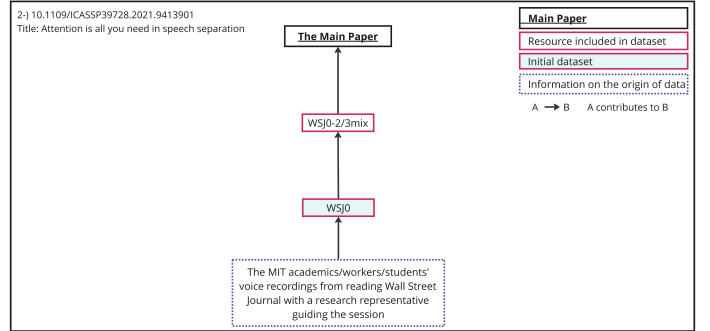 2-) 10.1109/ICASSP39728.2021.9413901
Title: Attention is all you need in speech separation
The Main Paper
WSJ0-2/3mix
WSJ0
The MIT academics/workers/students'
voice recordings from reading Wall Street
Journal with a research representative
guiding the session
Main Paper
Resource included in dataset
Initial dataset
Information on the origin of data
A → B A contributes to B